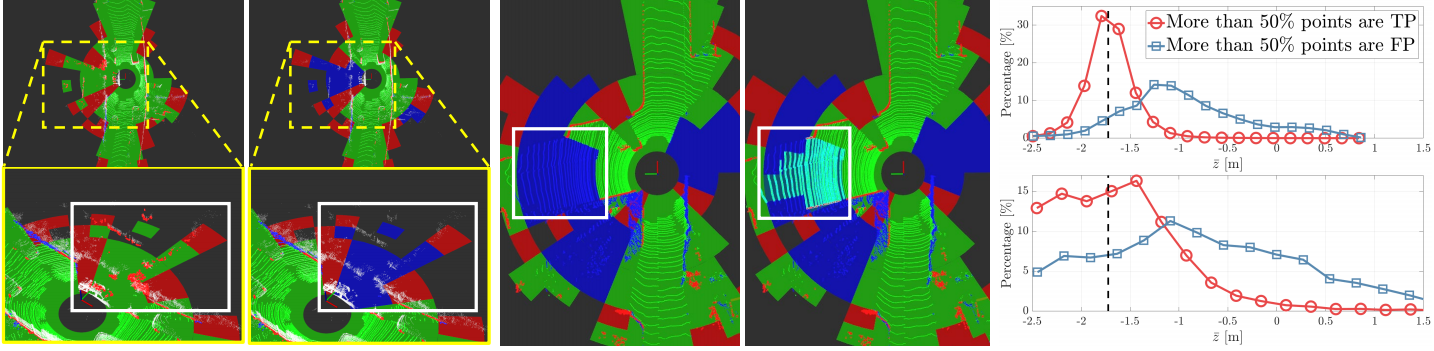 Percentage [%]
30
20
10
0
More than 50% points are TP
More than 50% points are FP
-2.5 -2 -1.5 -1 -0.5 0 0.5 1 1.5
z̅ [m]
Percentage [%]
15
10
5
0
-2.5 -2 -1.5 -1 -0.5 0 0.5 1 1.5
z̅ [m]